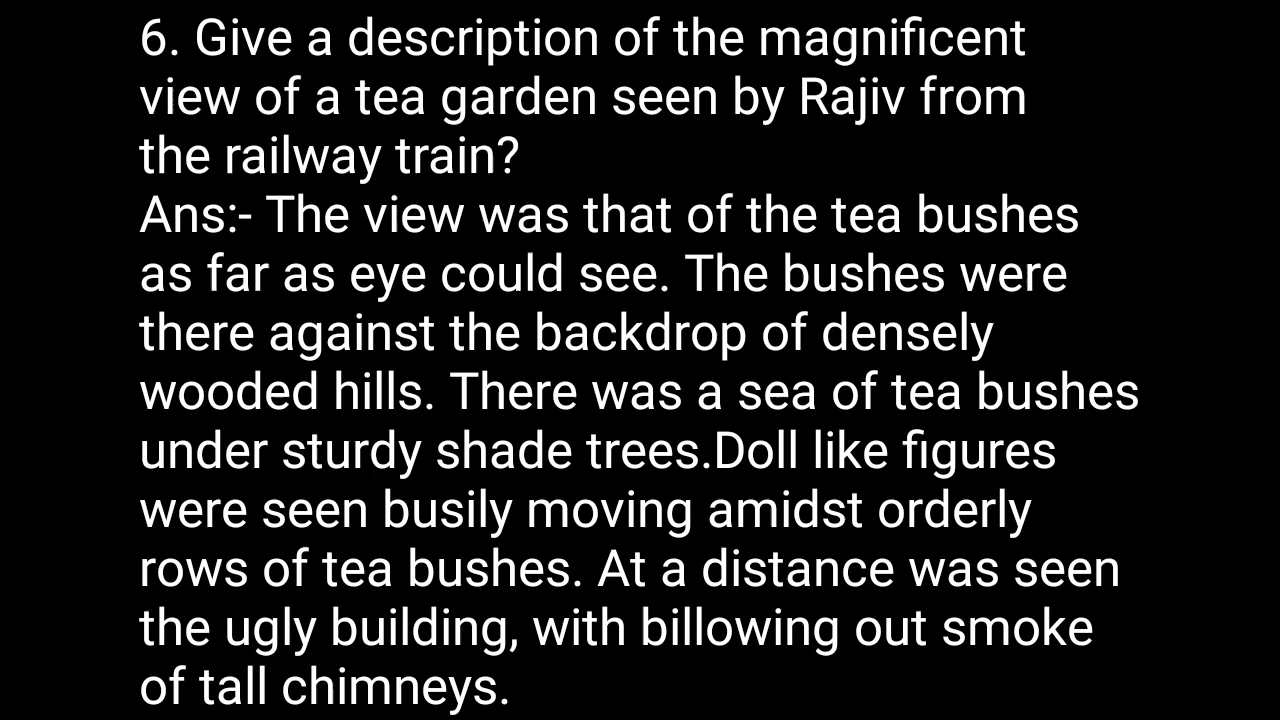 6. Give a description of the magnificent
view of a tea garden seen by Rajiv from
the railway train?
Ans:- The view was that of the tea bushes
as far as eye could see. The bushes were
there against the backdrop of densely
wooded hills. There was a sea of tea bushes
under sturdy shade trees.Doll like figures
were seen busily moving amidst orderly
rows of tea bushes. At a distance was seen
the ugly building, with billowing out smoke
of tall chimneys.